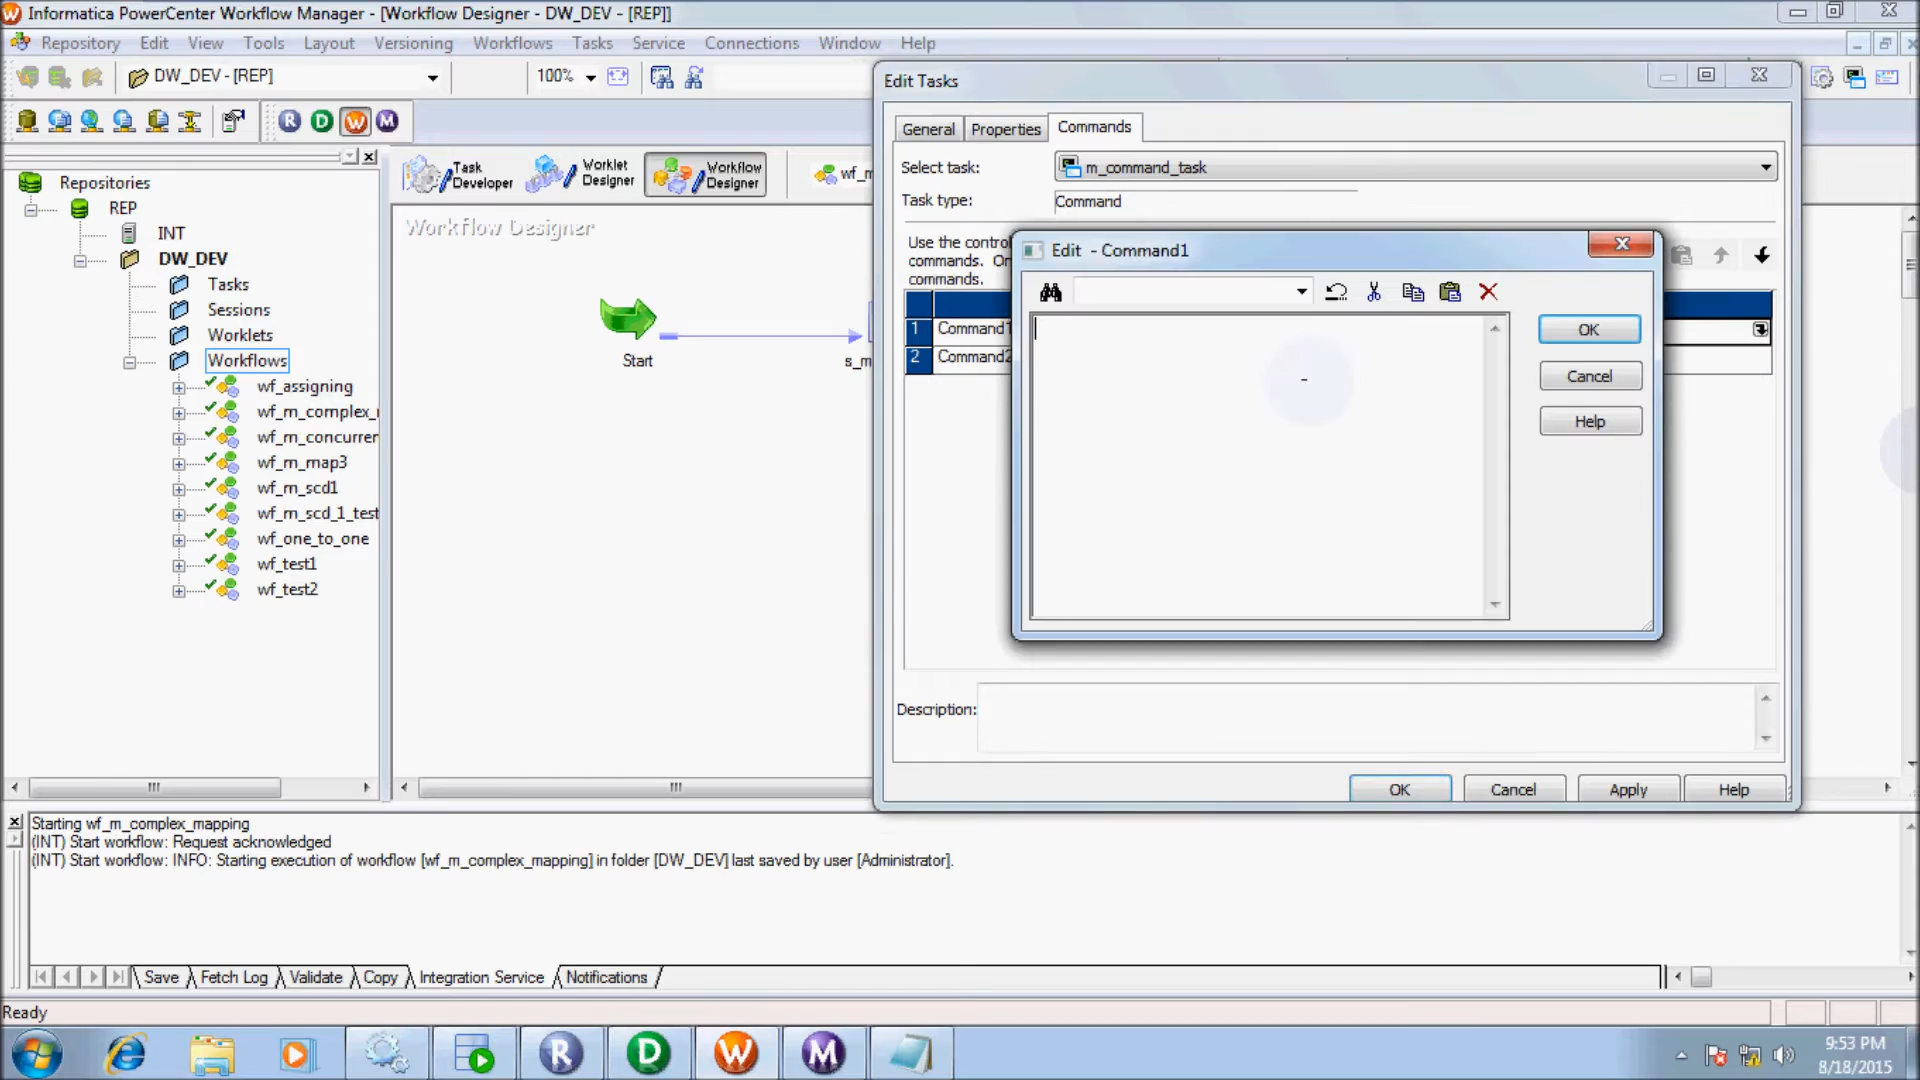 Informatica PowerCenter Workflow Manager - [Workflow Designer - DW_DEV - [REP]]
Repository Edit View Tools Layout Versioning Workflows Tasks Service Connections Window Help
DW_DEV - [REP]
100%
Edit Tasks
R D W M
General Properties Commands
Task Developer
Worklet Designer
Workflow Designer
wf_m
Select task: m_command_task
Task type: Command
Repositories
REP
INT
DW_DEV
Tasks
Sessions
Worklets
Workflows
wf_assigning
wf_m_complex_
wf_m_concurren
wf_m_map3
wf_m_scd1
wf_m_scd_1_test
wf_one_to_one
wf_test1
wf_test2
Workflow Designer
Start
s_m
Use the contro
commands. On
commands.
1 Command1
2 Command2
Edit - Command1
OK
Cancel
Help
Description:
OK Cancel Apply Help
Starting wf_m_complex_mapping
(INT) Start workflow: Request acknowledged
(INT) Start workflow: INFO: Starting execution of workflow [wf_m_complex_mapping] in folder [DW_DEV] last saved by user [Administrator].
Save Fetch Log Validate Copy Integration Service Notifications
Ready
R D W M
9:53 PM
8/18/2015